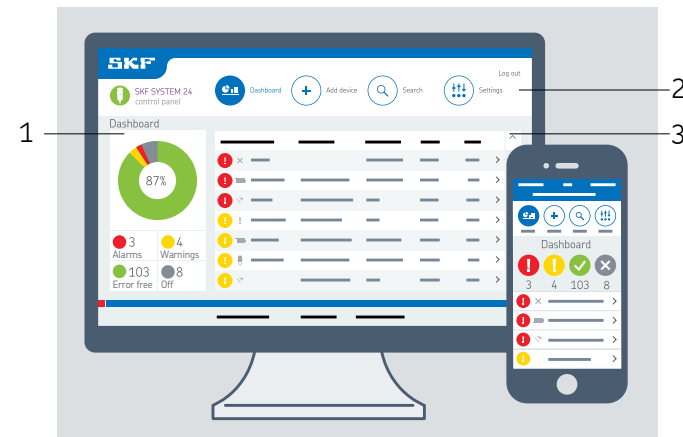 SKF
Log out
SKF SYSTEM 24
control panel
Dashboard
Add device
Search
Settings
2
1
Dashboard
3
87%
3
Alarms
4
Warnings
103
Error free
8
Off
Dashboard
3
4
103
8